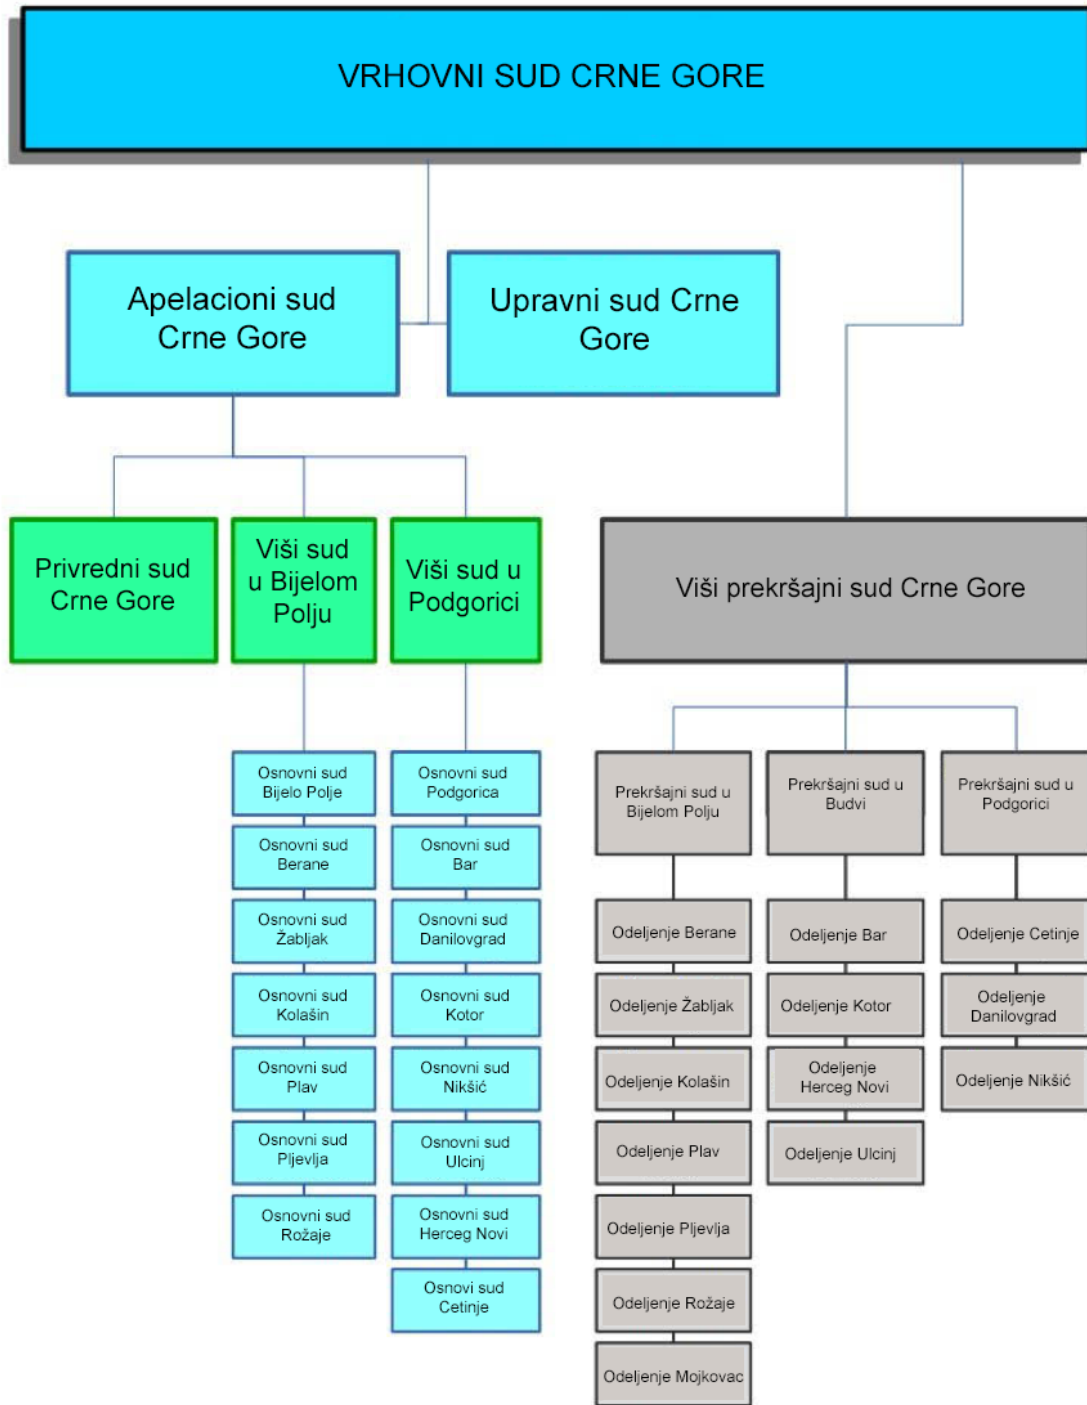 VRHOVNI SUD CRNE GORE
Apelacioni sud
Crne Gore
Upravni sud Crne
Gore
Privredni sud
Crne Gore
Viši sud
u Bijelom
Polju
Viši sud u
Podgorici
Viši prekršajni sud Crne Gore
Osnovni sud
Bijelo Polje
Osnovni sud
Berane
Osnovni sud
Žabljak
Osnovni sud
Kolašin
Osnovni sud
Plav
Osnovni sud
Pljevlja
Osnovni sud
Rožaje
Osnovni sud
Podgorica
Osnovni sud
Bar
Osnovni sud
Danilovgrad
Osnovni sud
Kotor
Osnovni sud
Nikšić
Osnovni sud
Ulcinj
Osnovni sud
Herceg Novi
Osnovi sud
Cetinje
Prekršajni sud u
Bijelom Polju
Odeljenje Berane
Odeljenje Žabljak
Odeljenje Kolašin
Odeljenje Plav
Odeljenje Pljevlja
Odeljenje Rožaje
Odeljenje Mojkovac
Prekršajni sud u
Budvi
Odeljenje Bar
Odeljenje Kotor
Odeljenje
Herceg Novi
Odeljenje Ulcinj
Prekršajni sud u
Podgorici
Odeljenje Cetinje
Odeljenje
Danilovgrad
Odeljenje Nikšić